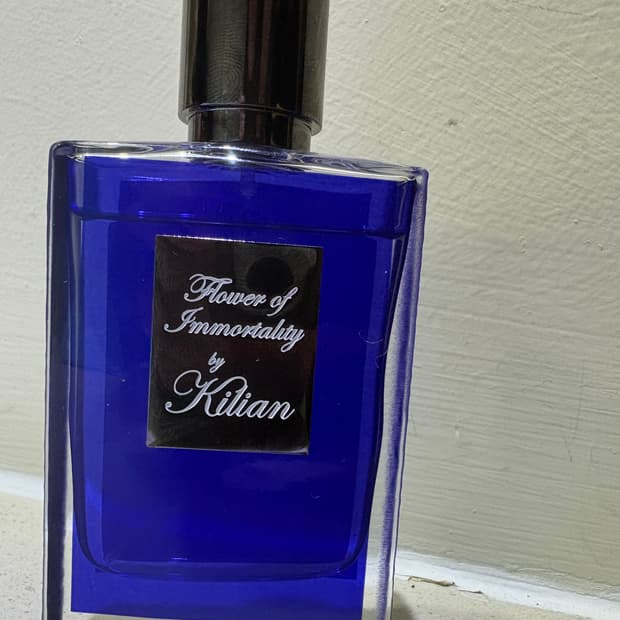 Flower of
Immortality
by
Kilian